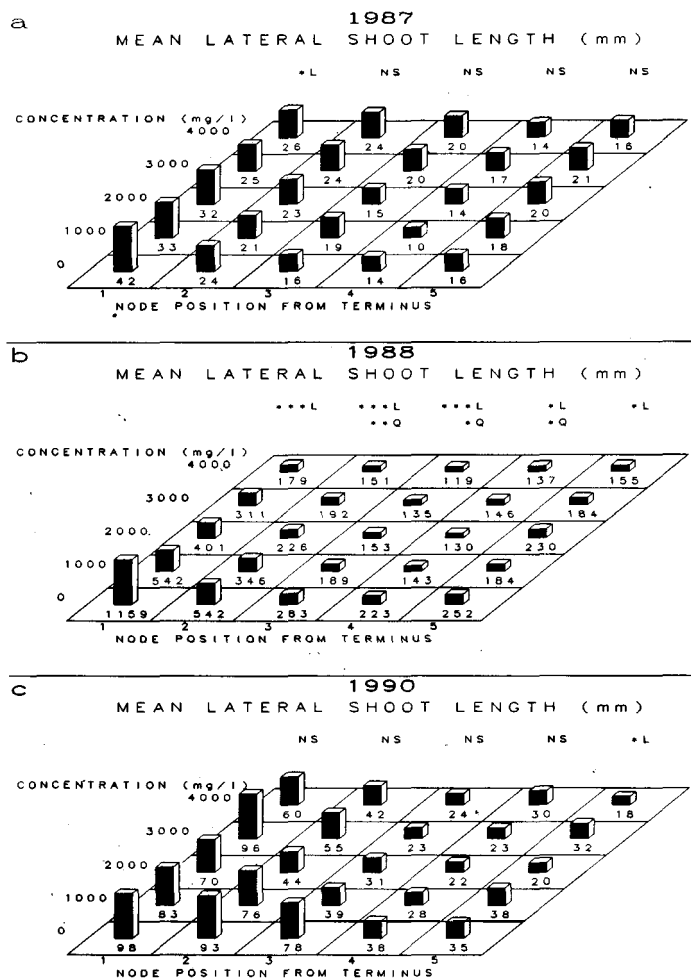 a
1987
MEAN LATERAL SHOOT LENGTH (mm)
*L NS NS NS NS
CONCENTRATION (mg/l)
4000
26 24 20 14 16
3000
25 24 20 17 21
2000
32 23 15 14 20
1000
33 21 19 10 18
0
42 24 16 14 16
1 2 3 4 5
NODE POSITION FROM TERMINUS
b
1988
MEAN LATERAL SHOOT LENGTH (mm)
***L ***L ***L *L *L
**Q *Q *Q
CONCENTRATION (mg/l)
4000
179 151 119 137 155
3000
311 192 135 146 184
2000
401 226 153 130 230
1000
542 346 189 143 184
0
1159 542 283 223 252
1 2 3 4 5
NODE POSITION FROM TERMINUS
c
1990
MEAN LATERAL SHOOT LENGTH (mm)
NS NS NS NS *L
CONCENTRATION (mg/l)
4000
60 42 24 30 18
3000
96 55 23 23 32
2000
70 44 31 22 20
1000
83 76 39 28 38
0
98 93 78 38 35
1 2 3 4 5
NODE POSITION FROM TERMINUS